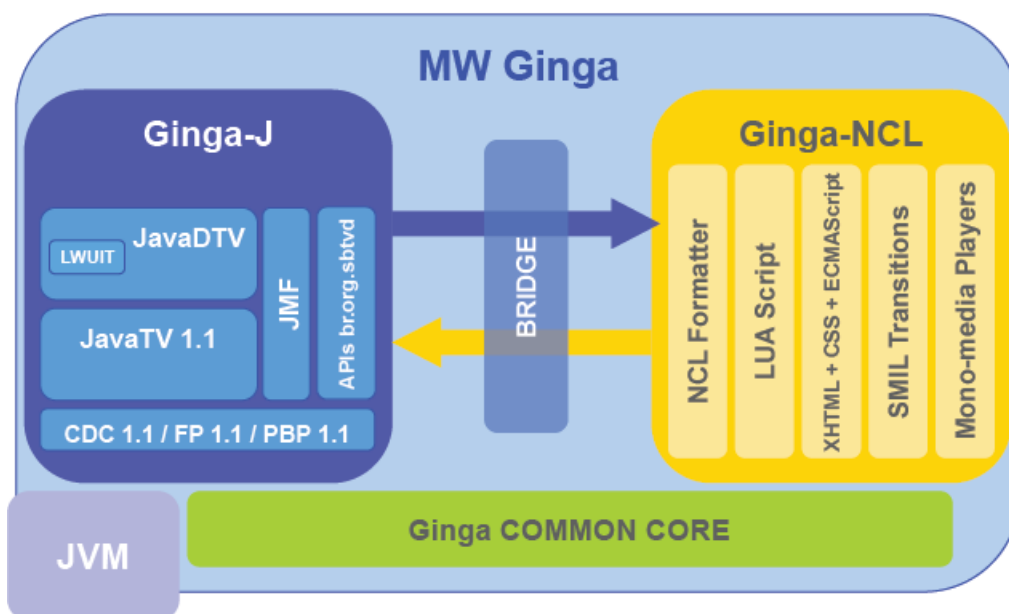 MW Ginga
Ginga-J
JavaDTV
LWUIT
JavaTV 1.1
JMF
APIs br.org.sbtvd
CDC 1.1 / FP 1.1 / PBP 1.1
BRIDGE
Ginga-NCL
NCL Formatter
LUA Script
XHTML + CSS + ECMAScript
SMIL Transitions
Mono-media Players
JVM
Ginga COMMON CORE